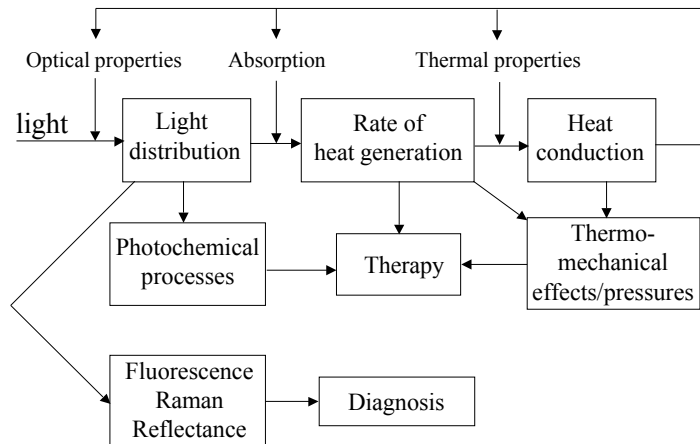 Optical properties
Absorption
Thermal properties
light
Light
distribution
Rate of
heat generation
Heat
conduction
Photochemical
processes
Therapy
Thermo-
mechanical
effects/pressures
Fluorescence
Raman
Reflectance
Diagnosis